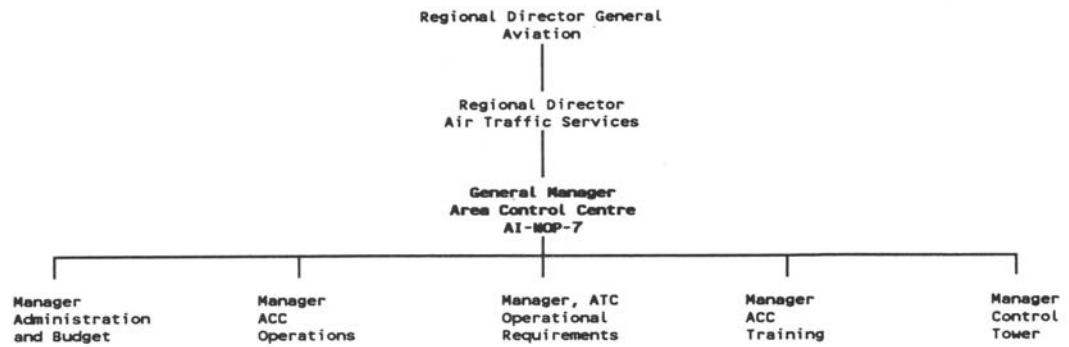 Regional Director General
Aviation
Regional Director
Air Traffic Services
General Manager
Area Control Centre
AI-NOP-7
Manager
Administration
and Budget
Manager
ACC
Operations
Manager, ATC
Operational
Requirements
Manager
ACC
Training
Manager
Control
Tower